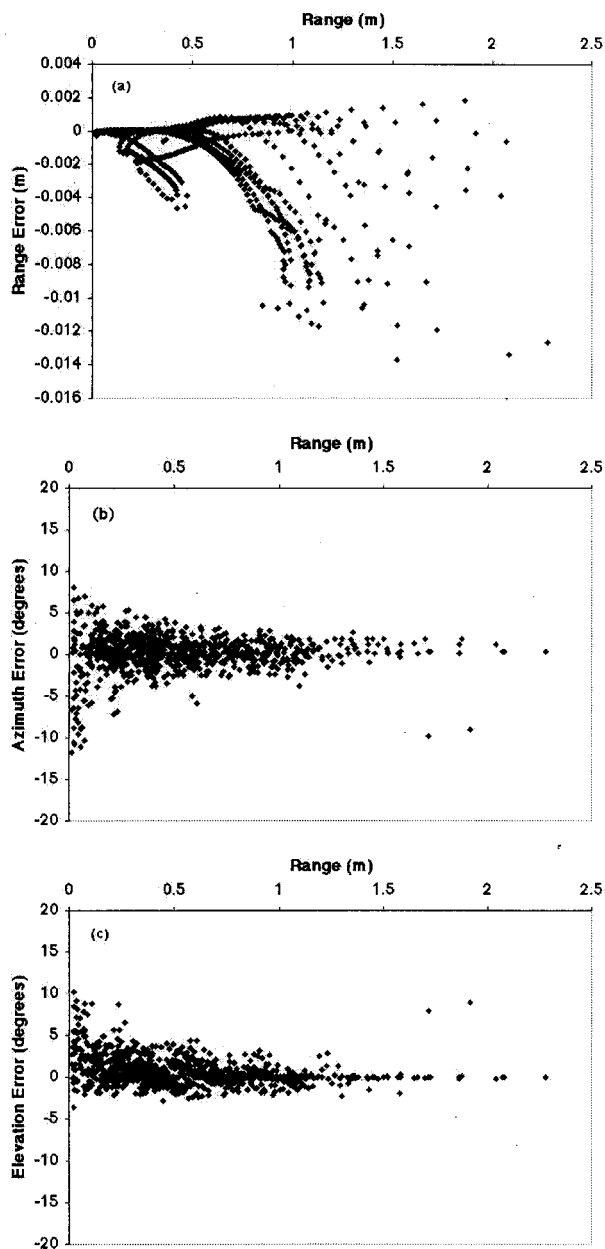 Range (m)
0 0.5 1 1.5 2 2.5
0.004
0.002
0
-0.002
-0.004
-0.006
-0.008
-0.01
-0.012
-0.014
-0.016
Range Error (m)
(a)
Range (m)
0 0.5 1 1.5 2 2.5
20
15
10
5
0
-5
-10
-15
-20
Azimuth Error (degrees)
(b)
Range (m)
0 0.5 1 1.5 2 2.5
20
15
10
5
0
-5
-10
-15
-20
Elevation Error (degrees)
(c)